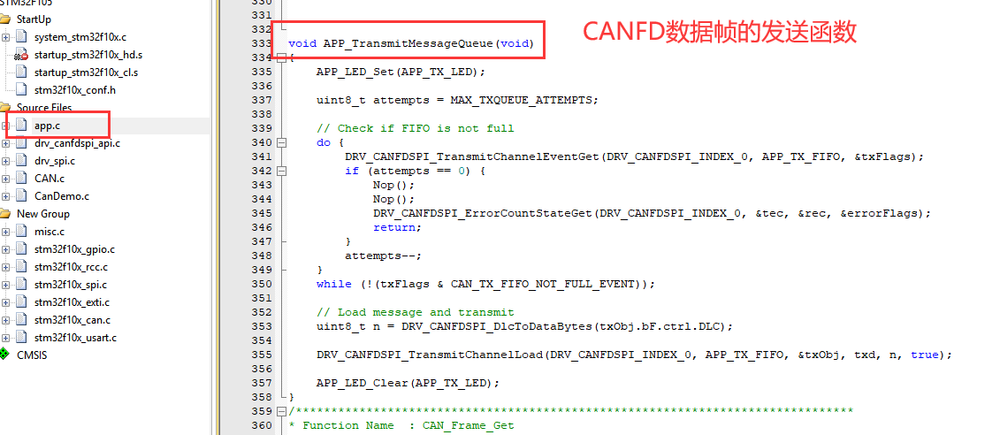 STM32F105
StartUp
system_stm32f10x.c
startup_stm32f10x_hd.s
startup_stm32f10x_cl.s
stm32f10x_conf.h
Source Files
app.c
drv_canfdspi_api.c
drv_spi.c
CAN.c
CanDemo.c
New Group
misc.c
stm32f10x_gpio.c
stm32f10x_rcc.c
stm32f10x_spi.c
stm32f10x_exti.c
stm32f10x_can.c
stm32f10x_usart.c
CMSIS
330
331
332
333 void APP_TransmitMessageQueue(void)
CANFD数据帧的发送函数
334 {
335 APP_LED_Set(APP_TX_LED);
336
337 uint8_t attempts = MAX_TXQUEUE_ATTEMPTS;
338
339 // Check if FIFO is not full
340 do {
341 DRV_CANFDSPI_TransmitChannelEventGet(DRV_CANFDSPI_INDEX_0, APP_TX_FIFO, &txFlags);
342 if (attempts == 0) {
343 Nop();
344 Nop();
345 DRV_CANFDSPI_ErrorCountStateGet(DRV_CANFDSPI_INDEX_0, &tec, &rec, &errorFlags);
346 return;
347 }
348 attempts--;
349 }
350 while (!(txFlags & CAN_TX_FIFO_NOT_FULL_EVENT));
351
352 // Load message and transmit
353 uint8_t n = DRV_CANFDSPI_DlcToDataBytes(txObj.bF.ctrl.DLC);
354
355 DRV_CANFDSPI_TransmitChannelLoad(DRV_CANFDSPI_INDEX_0, APP_TX_FIFO, &txObj, txd, n, true);
356
357 APP_LED_Clear(APP_TX_LED);
358 }
359 /*******************************************************************************
360 * Function Name : CAN_Frame_Get